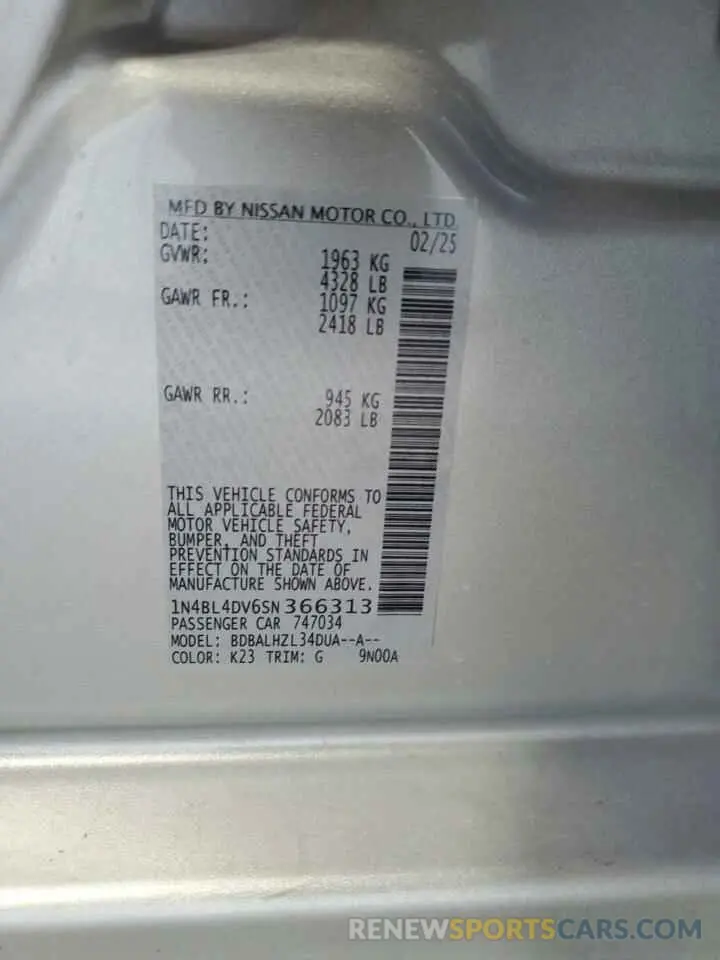 MFD BY NISSAN MOTOR CO., LTD.
DATE: 02/25
GVWR: 1963 KG
4328 LB
GAWR FR.: 1097 KG
2418 LB
GAWR RR.: 945 KG
2083 LB
THIS VEHICLE CONFORMS TO
ALL APPLICABLE FEDERAL
MOTOR VEHICLE SAFETY,
BUMPER, AND THEFT
PREVENTION STANDARDS IN
EFFECT ON THE DATE OF
MANUFACTURE SHOWN ABOVE.
1N4BL4DV6SN366313
PASSENGER CAR 747034
MODEL: BDBALHZL34DUA--A--
COLOR: K23 TRIM: G 9N00A
RENEWSPORTSCARS.COM